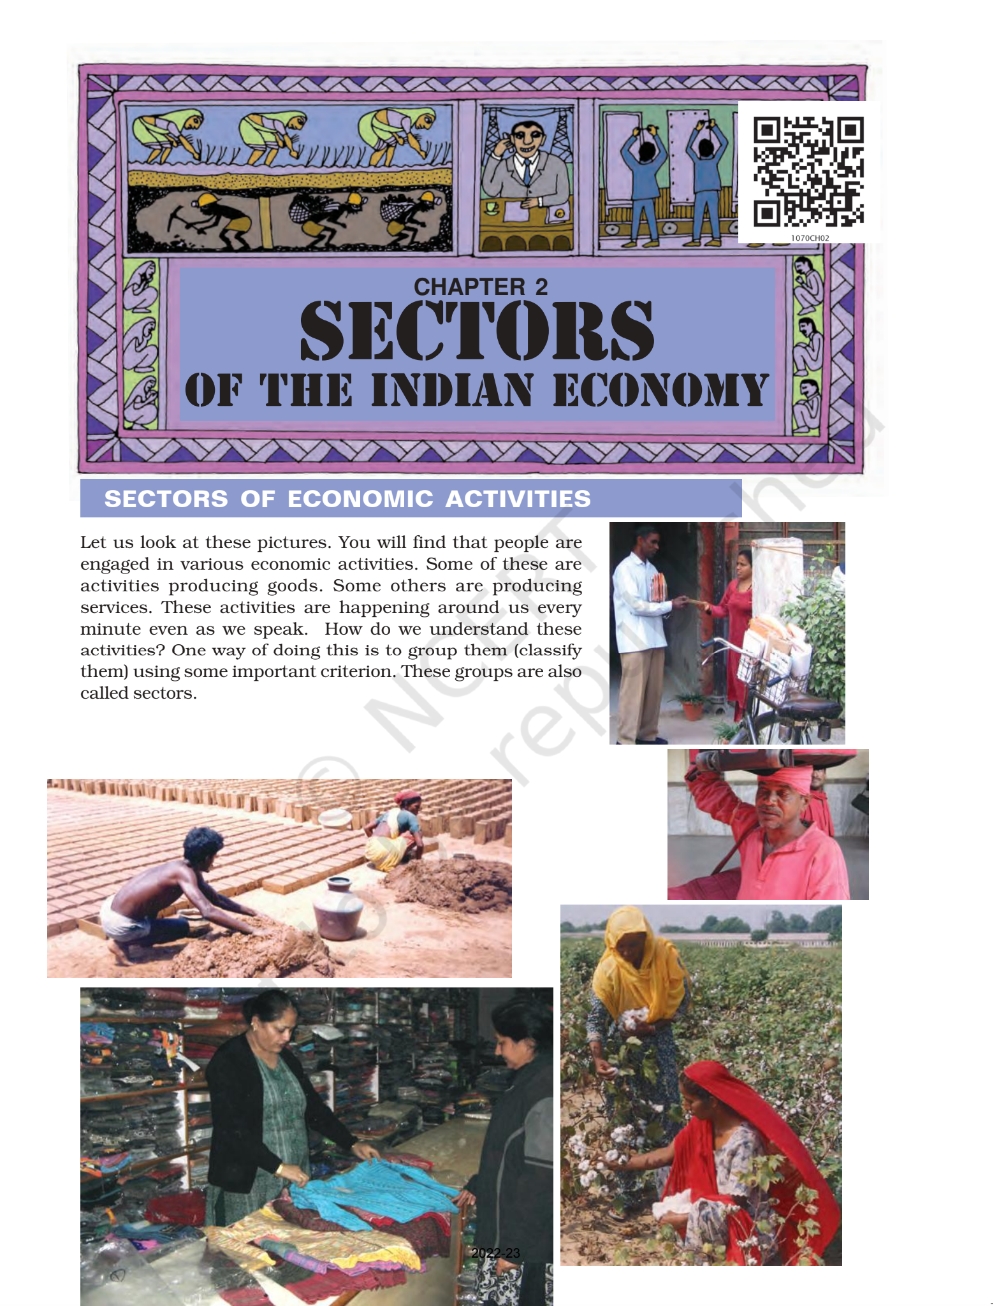 1070CH02
CHAPTER 2
SECTORS
OF THE INDIAN ECONOMY
SECTORS OF ECONOMIC ACTIVITIES
Let us look at these pictures. You will find that people are
engaged in various economic activities. Some of these are
activities producing goods. Some others are producing
services. These activities are happening around us every
minute even as we speak. How do we understand these
activities? One way of doing this is to group them (classify
them) using some important criterion. These groups are also
called sectors.
© NCERT
republished
2022-23